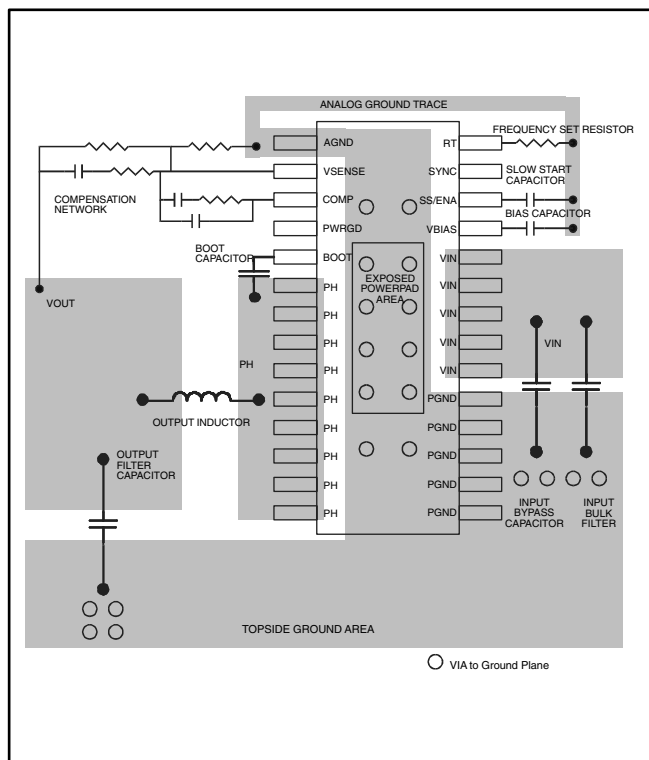 ANALOG GROUND TRACE
FREQUENCY SET RESISTOR
AGND
RT
VSENSE
SYNC
SLOW START
CAPACITOR
COMPENSATION
NETWORK
COMP
SS/ENA
BIAS CAPACITOR
PWRGD
VBIAS
BOOT
CAPACITOR
BOOT
VIN
EXPOSED
POWERPAD
AREA
PH
VIN
VOUT
PH
VIN
PH
VIN
VIN
PH
PH
VIN
PH
PGND
OUTPUT INDUCTOR
PH
PGND
OUTPUT
FILTER
CAPACITOR
PH
PGND
PH
PGND
INPUT
BYPASS
CAPACITOR
INPUT
BULK
FILTER
PH
PGND
TOPSIDE GROUND AREA
VIA to Ground Plane